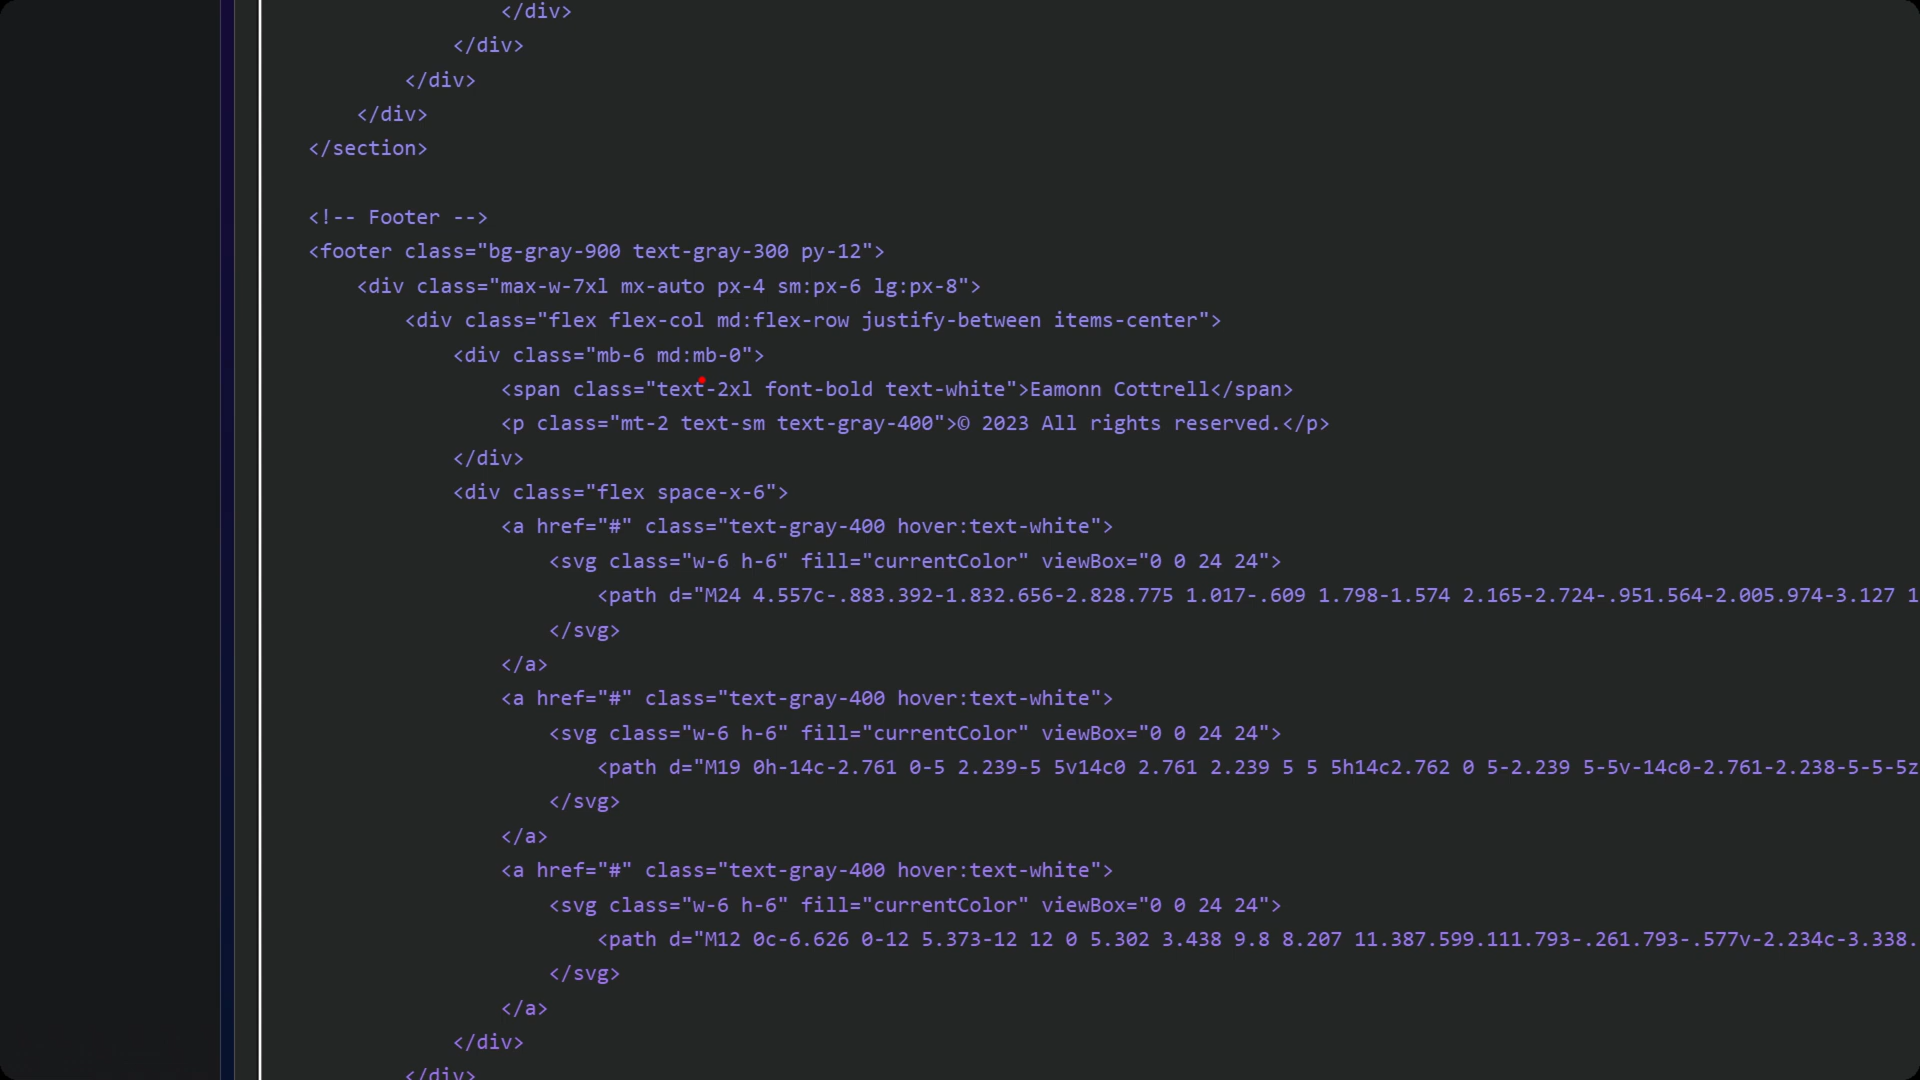 </div>
</div>
</div>
</div>
</section>
<!-- Footer -->
<footer class="bg-gray-900 text-gray-300 py-12">
<div class="max-w-7xl mx-auto px-4 sm:px-6 lg:px-8">
<div class="flex flex-col md:flex-row justify-between items-center">
<div class="mb-6 md:mb-0">
<span class="text-2xl font-bold text-white">Eamonn Cottrell</span>
<p class="mt-2 text-sm text-gray-400">© 2023 All rights reserved.</p>
</div>
<div class="flex space-x-6">
<a href="#" class="text-gray-400 hover:text-white">
<svg class="w-6 h-6" fill="currentColor" viewBox="0 0 24 24">
<path d="M24 4.557c-.883.392-1.832.656-2.828.775 1.017-.609 1.798-1.574 2.165-2.724-.951.564-2.005.974-3.127 1
</svg>
</a>
<a href="#" class="text-gray-400 hover:text-white">
<svg class="w-6 h-6" fill="currentColor" viewBox="0 0 24 24">
<path d="M19 0h-14c-2.761 0-5 2.239-5 5v14c0 2.761 2.239 5 5 5h14c2.762 0 5-2.239 5-5v-14c0-2.761-2.238-5-5-5z
</svg>
</a>
<a href="#" class="text-gray-400 hover:text-white">
<svg class="w-6 h-6" fill="currentColor" viewBox="0 0 24 24">
<path d="M12 0c-6.626 0-12 5.373-12 12 0 5.302 3.438 9.8 8.207 11.387.599.111.793-.261.793-.577v-2.234c-3.338.
</svg>
</a>
</div>
</div>